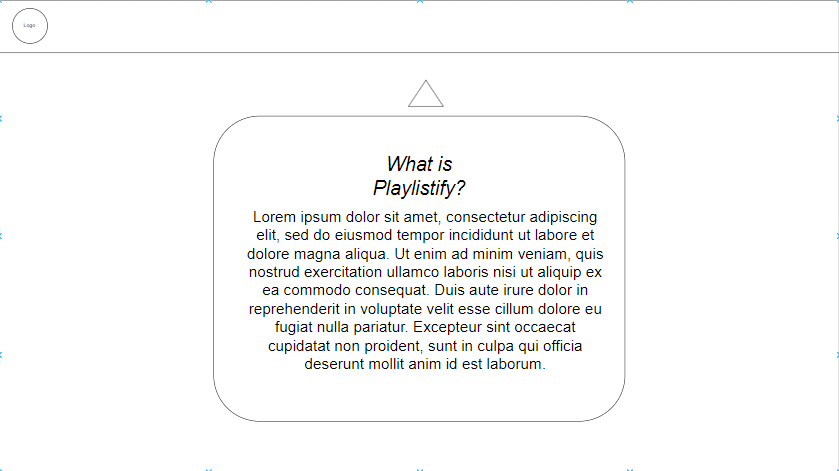 Logo
What is
Playlistify?
Lorem ipsum dolor sit amet, consectetur adipiscing
elit, sed do eiusmod tempor incididunt ut labore et
dolore magna aliqua. Ut enim ad minim veniam, quis
nostrud exercitation ullamco laboris nisi ut aliquip ex
ea commodo consequat. Duis aute irure dolor in
reprehenderit in voluptate velit esse cillum dolore eu
fugiat nulla pariatur. Excepteur sint occaecat
cupidatat non proident, sunt in culpa qui officia
deserunt mollit anim id est laborum.